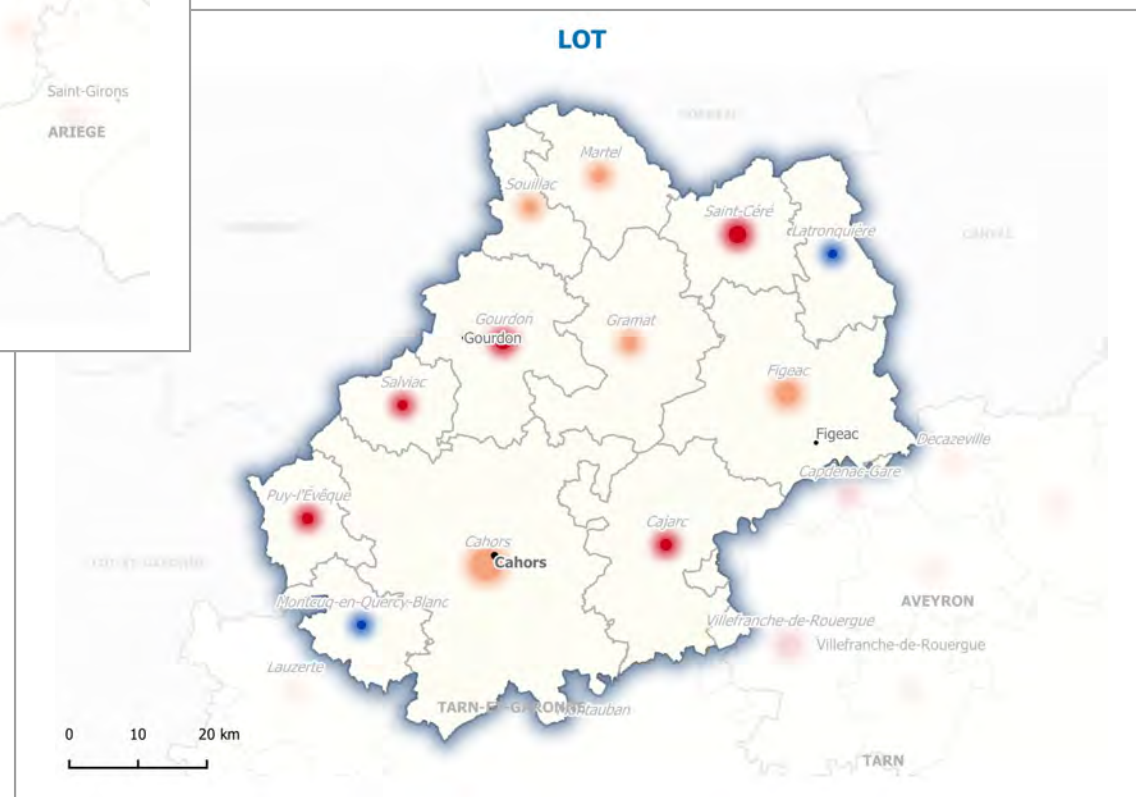 Saint-Girons
ARIEGE
LOT
Martel
Souillac
Saint-Céré
Latronquière
CANTAL
Gourdon
Gourdon
Gramat
Salviac
Figeac
Figeac
Decazeville
Capdenac-Gare
Puy-l'Évêque
Cajarc
Cahors
Cahors
AVEYRON
Montcuq-en-Quercy-Blanc
Villefranche-de-Rouergue
Villefranche-de-Rouergue
Lauzerte
TARN-ET-GARONNE
0 10 20 km
TARN